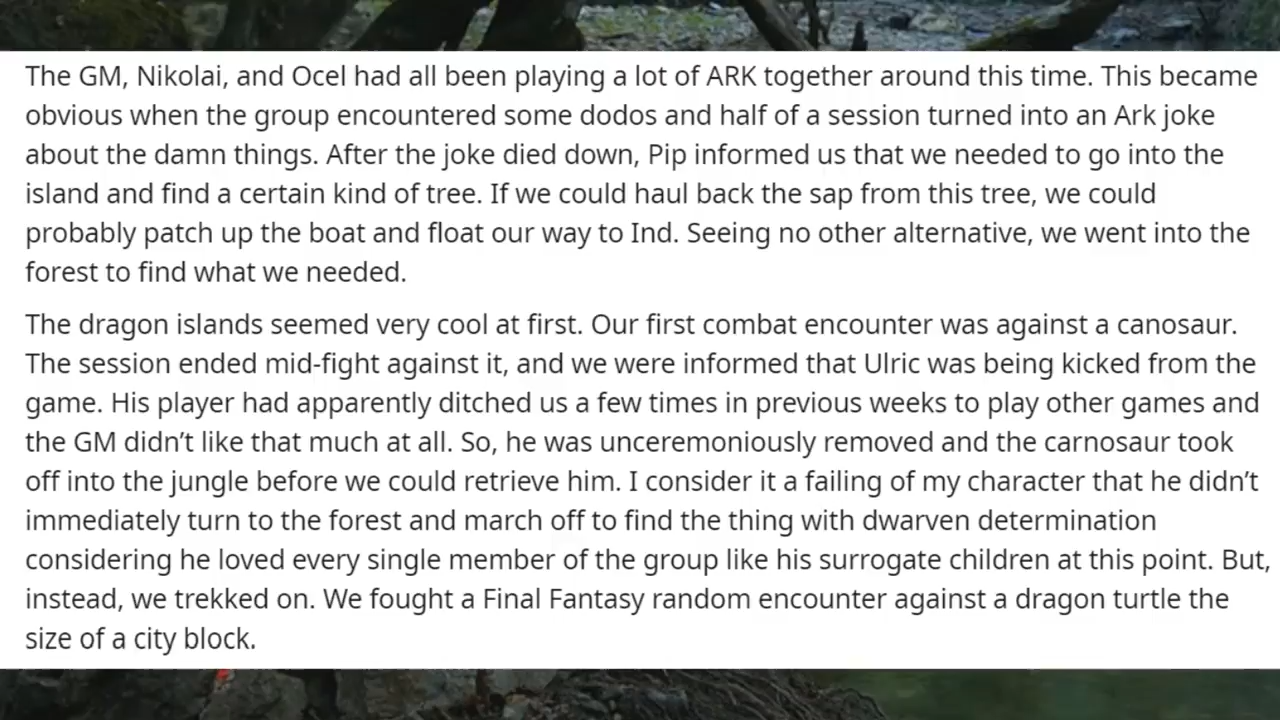 The GM, Nikolai, and Ocel had all been playing a lot of ARK together around this time. This became
obvious when the group encountered some dodos and half of a session turned into an Ark joke
about the damn things. After the joke died down, Pip informed us that we needed to go into the
island and find a certain kind of tree. If we could haul back the sap from this tree, we could
probably patch up the boat and float our way to Ind. Seeing no other alternative, we went into the
forest to find what we needed.
The dragon islands seemed very cool at first. Our first combat encounter was against a canosaur.
The session ended mid-fight against it, and we were informed that Ulric was being kicked from the
game. His player had apparently ditched us a few times in previous weeks to play other games and
the GM didn’t like that much at all. So, he was unceremoniously removed and the carnosaur took
off into the jungle before we could retrieve him. I consider it a failing of my character that he didn’t
immediately turn to the forest and march off to find the thing with dwarven determination
considering he loved every single member of the group like his surrogate children at this point. But,
instead, we trekked on. We fought a Final Fantasy random encounter against a dragon turtle the
size of a city block.